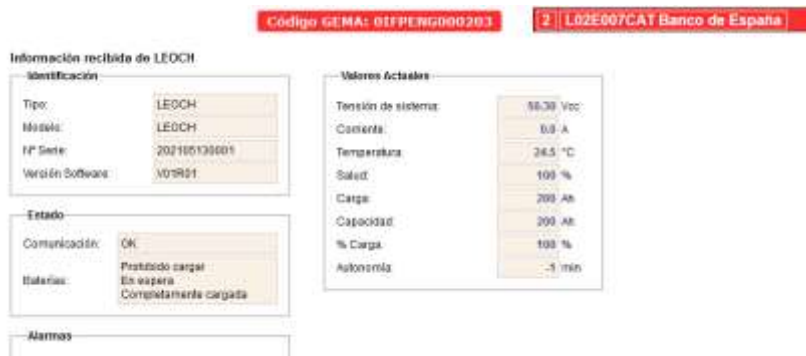 Código GEMA: 0IFPENG000203
2 L02E007CAT Banco de España
Información recibida de LEOCH
Identificación
Tipo: LEOCH
Modelo: LEOCH
Nº Serie: 202105130001
Versión Software: V01R01
Estado
Comunicación: OK
Baterías: Prohibido cargar
En espera
Completamente cargada
Alarmas
Valores Actuales
Tensión de sistema: Vcc
Corriente: 0.0 A
Temperatura: 24.5 °C
Salud: 100 %
Carga: 200 Ah
Capacidad: 200 Ah
% Carga: 100 %
Autonomía: -1 min